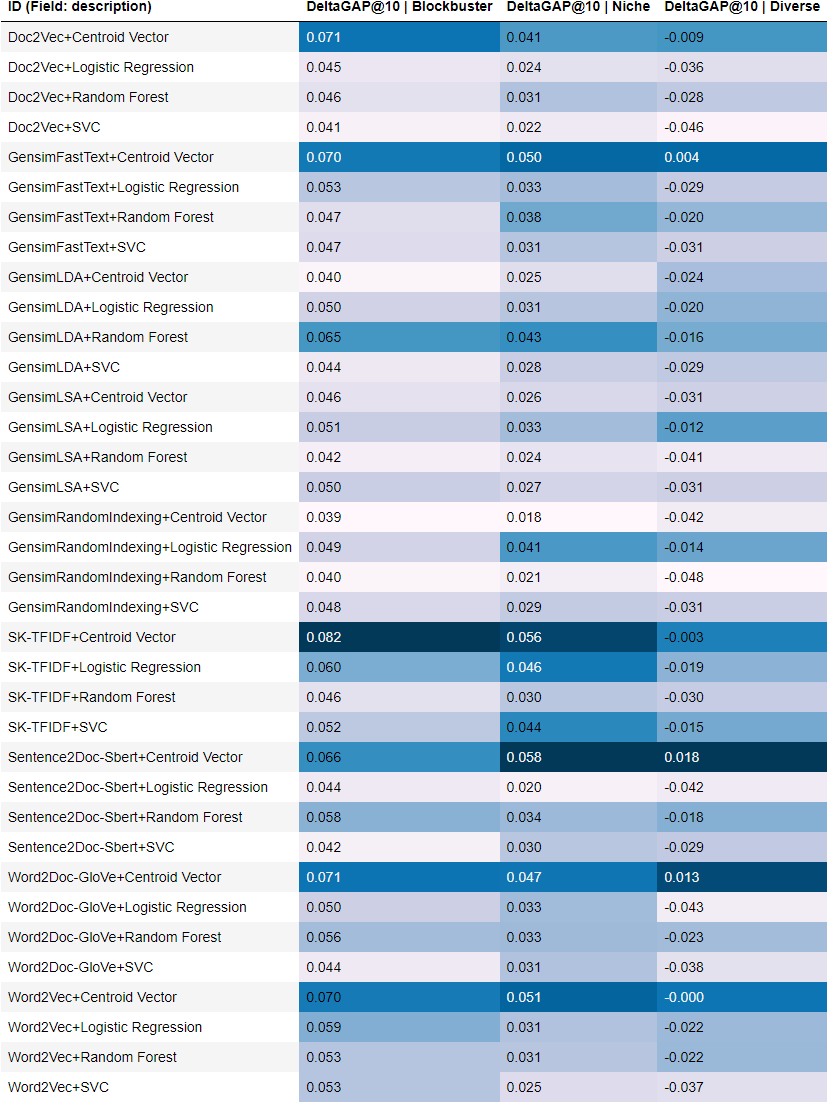 ID (Field: description) DeltaGAP@10 | Blockbuster DeltaGAP@10 | Niche DeltaGAP@10 | Diverse
Doc2Vec+Centroid Vector 0.071 0.041 -0.009
Doc2Vec+Logistic Regression 0.045 0.024 -0.036
Doc2Vec+Random Forest 0.046 0.031 -0.028
Doc2Vec+SVC 0.041 0.022 -0.046
GensimFastText+Centroid Vector 0.070 0.050 0.004
GensimFastText+Logistic Regression 0.053 0.033 -0.029
GensimFastText+Random Forest 0.047 0.038 -0.020
GensimFastText+SVC 0.047 0.031 -0.031
GensimLDA+Centroid Vector 0.040 0.025 -0.024
GensimLDA+Logistic Regression 0.050 0.031 -0.020
GensimLDA+Random Forest 0.065 0.043 -0.016
GensimLDA+SVC 0.044 0.028 -0.029
GensimLSA+Centroid Vector 0.046 0.026 -0.031
GensimLSA+Logistic Regression 0.051 0.033 -0.012
GensimLSA+Random Forest 0.042 0.024 -0.041
GensimLSA+SVC 0.050 0.027 -0.031
GensimRandomIndexing+Centroid Vector 0.039 0.018 -0.042
GensimRandomIndexing+Logistic Regression 0.049 0.041 -0.014
GensimRandomIndexing+Random Forest 0.040 0.021 -0.048
GensimRandomIndexing+SVC 0.048 0.029 -0.031
SK-TFIDF+Centroid Vector 0.082 0.056 -0.003
SK-TFIDF+Logistic Regression 0.060 0.046 -0.019
SK-TFIDF+Random Forest 0.046 0.030 -0.030
SK-TFIDF+SVC 0.052 0.044 -0.015
Sentence2Doc-Sbert+Centroid Vector 0.066 0.058 0.018
Sentence2Doc-Sbert+Logistic Regression 0.044 0.020 -0.042
Sentence2Doc-Sbert+Random Forest 0.058 0.034 -0.018
Sentence2Doc-Sbert+SVC 0.042 0.030 -0.029
Word2Doc-GloVe+Centroid Vector 0.071 0.047 0.013
Word2Doc-GloVe+Logistic Regression 0.050 0.033 -0.043
Word2Doc-GloVe+Random Forest 0.056 0.033 -0.023
Word2Doc-GloVe+SVC 0.044 0.031 -0.038
Word2Vec+Centroid Vector 0.070 0.051 -0.000
Word2Vec+Logistic Regression 0.059 0.031 -0.022
Word2Vec+Random Forest 0.053 0.031 -0.022
Word2Vec+SVC 0.053 0.025 -0.037